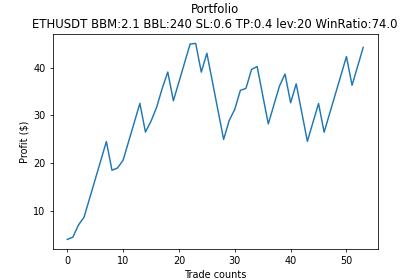 Portfolio
ETHUSDT BBM:2.1 BBL:240 SL:0.6 TP:0.4 lev:20 WinRatio:74.0
40
30
20
10
Profit ($)
0 10 20 30 40 50
Trade counts